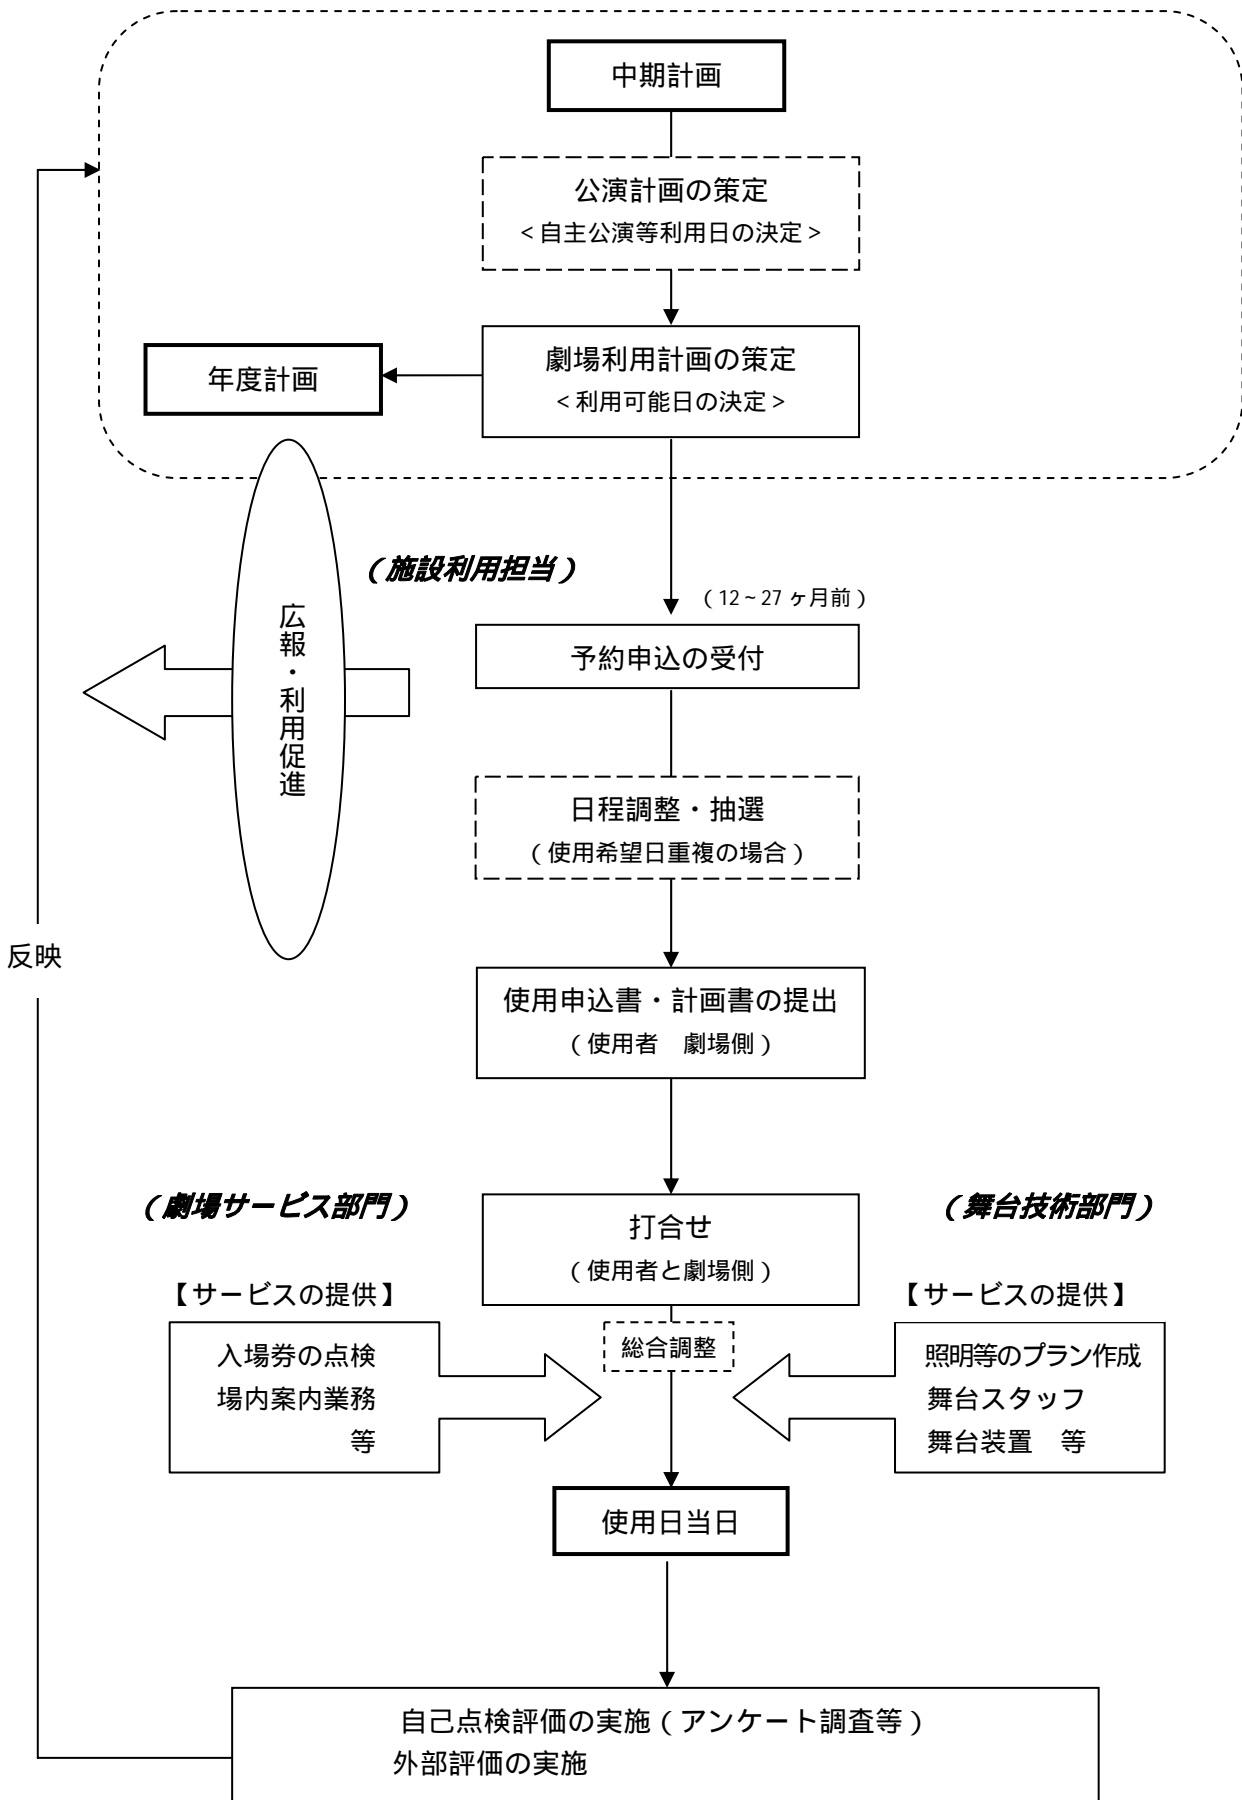 中期計画
公演計画の策定
<自主公演等利用日の決定>
劇場利用計画の策定
<利用可能日の決定>
年度計画
（施設利用担当）
（12～27ヶ月前）
広報・利用促進
予約申込の受付
日程調整・抽選
（使用希望日重複の場合）
反映
使用申込書・計画書の提出
（使用者　劇場側）
（劇場サービス部門）
打合せ
（使用者と劇場側）
（舞台技術部門）
【サービスの提供】
入場券の点検
場内案内業務
等
総合調整
【サービスの提供】
照明等のプラン作成
舞台スタッフ
舞台装置　等
使用日当日
自己点検評価の実施（アンケート調査等）
外部評価の実施